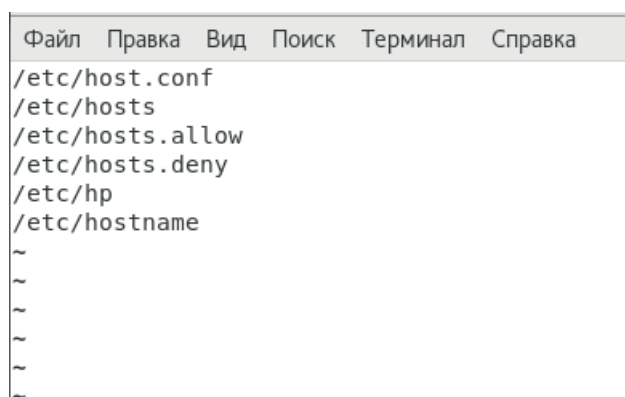 Файл Правка Вид Поиск Терминал Справка
/etc/host.conf
/etc/hosts
/etc/hosts.allow
/etc/hosts.deny
/etc/hp
/etc/hostname
~
~
~
~
~
~